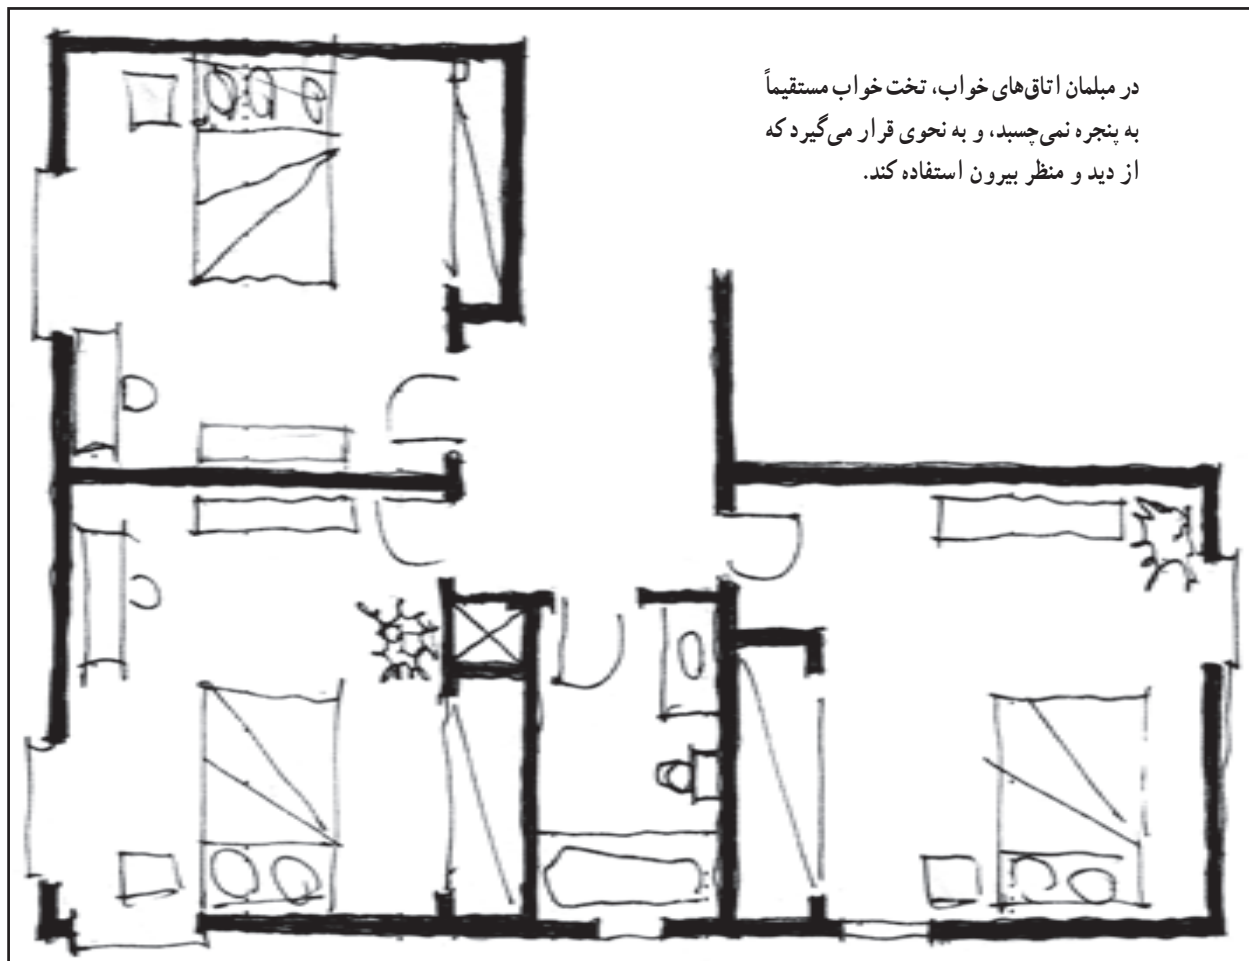 در مبلمان اتاق‌های خواب، تخت خواب مستقیماً
به پنجره نمی‌چسبد، و به نحوی قرار می‌گیرد که
از دید و منظر بیرون استفاده کند.